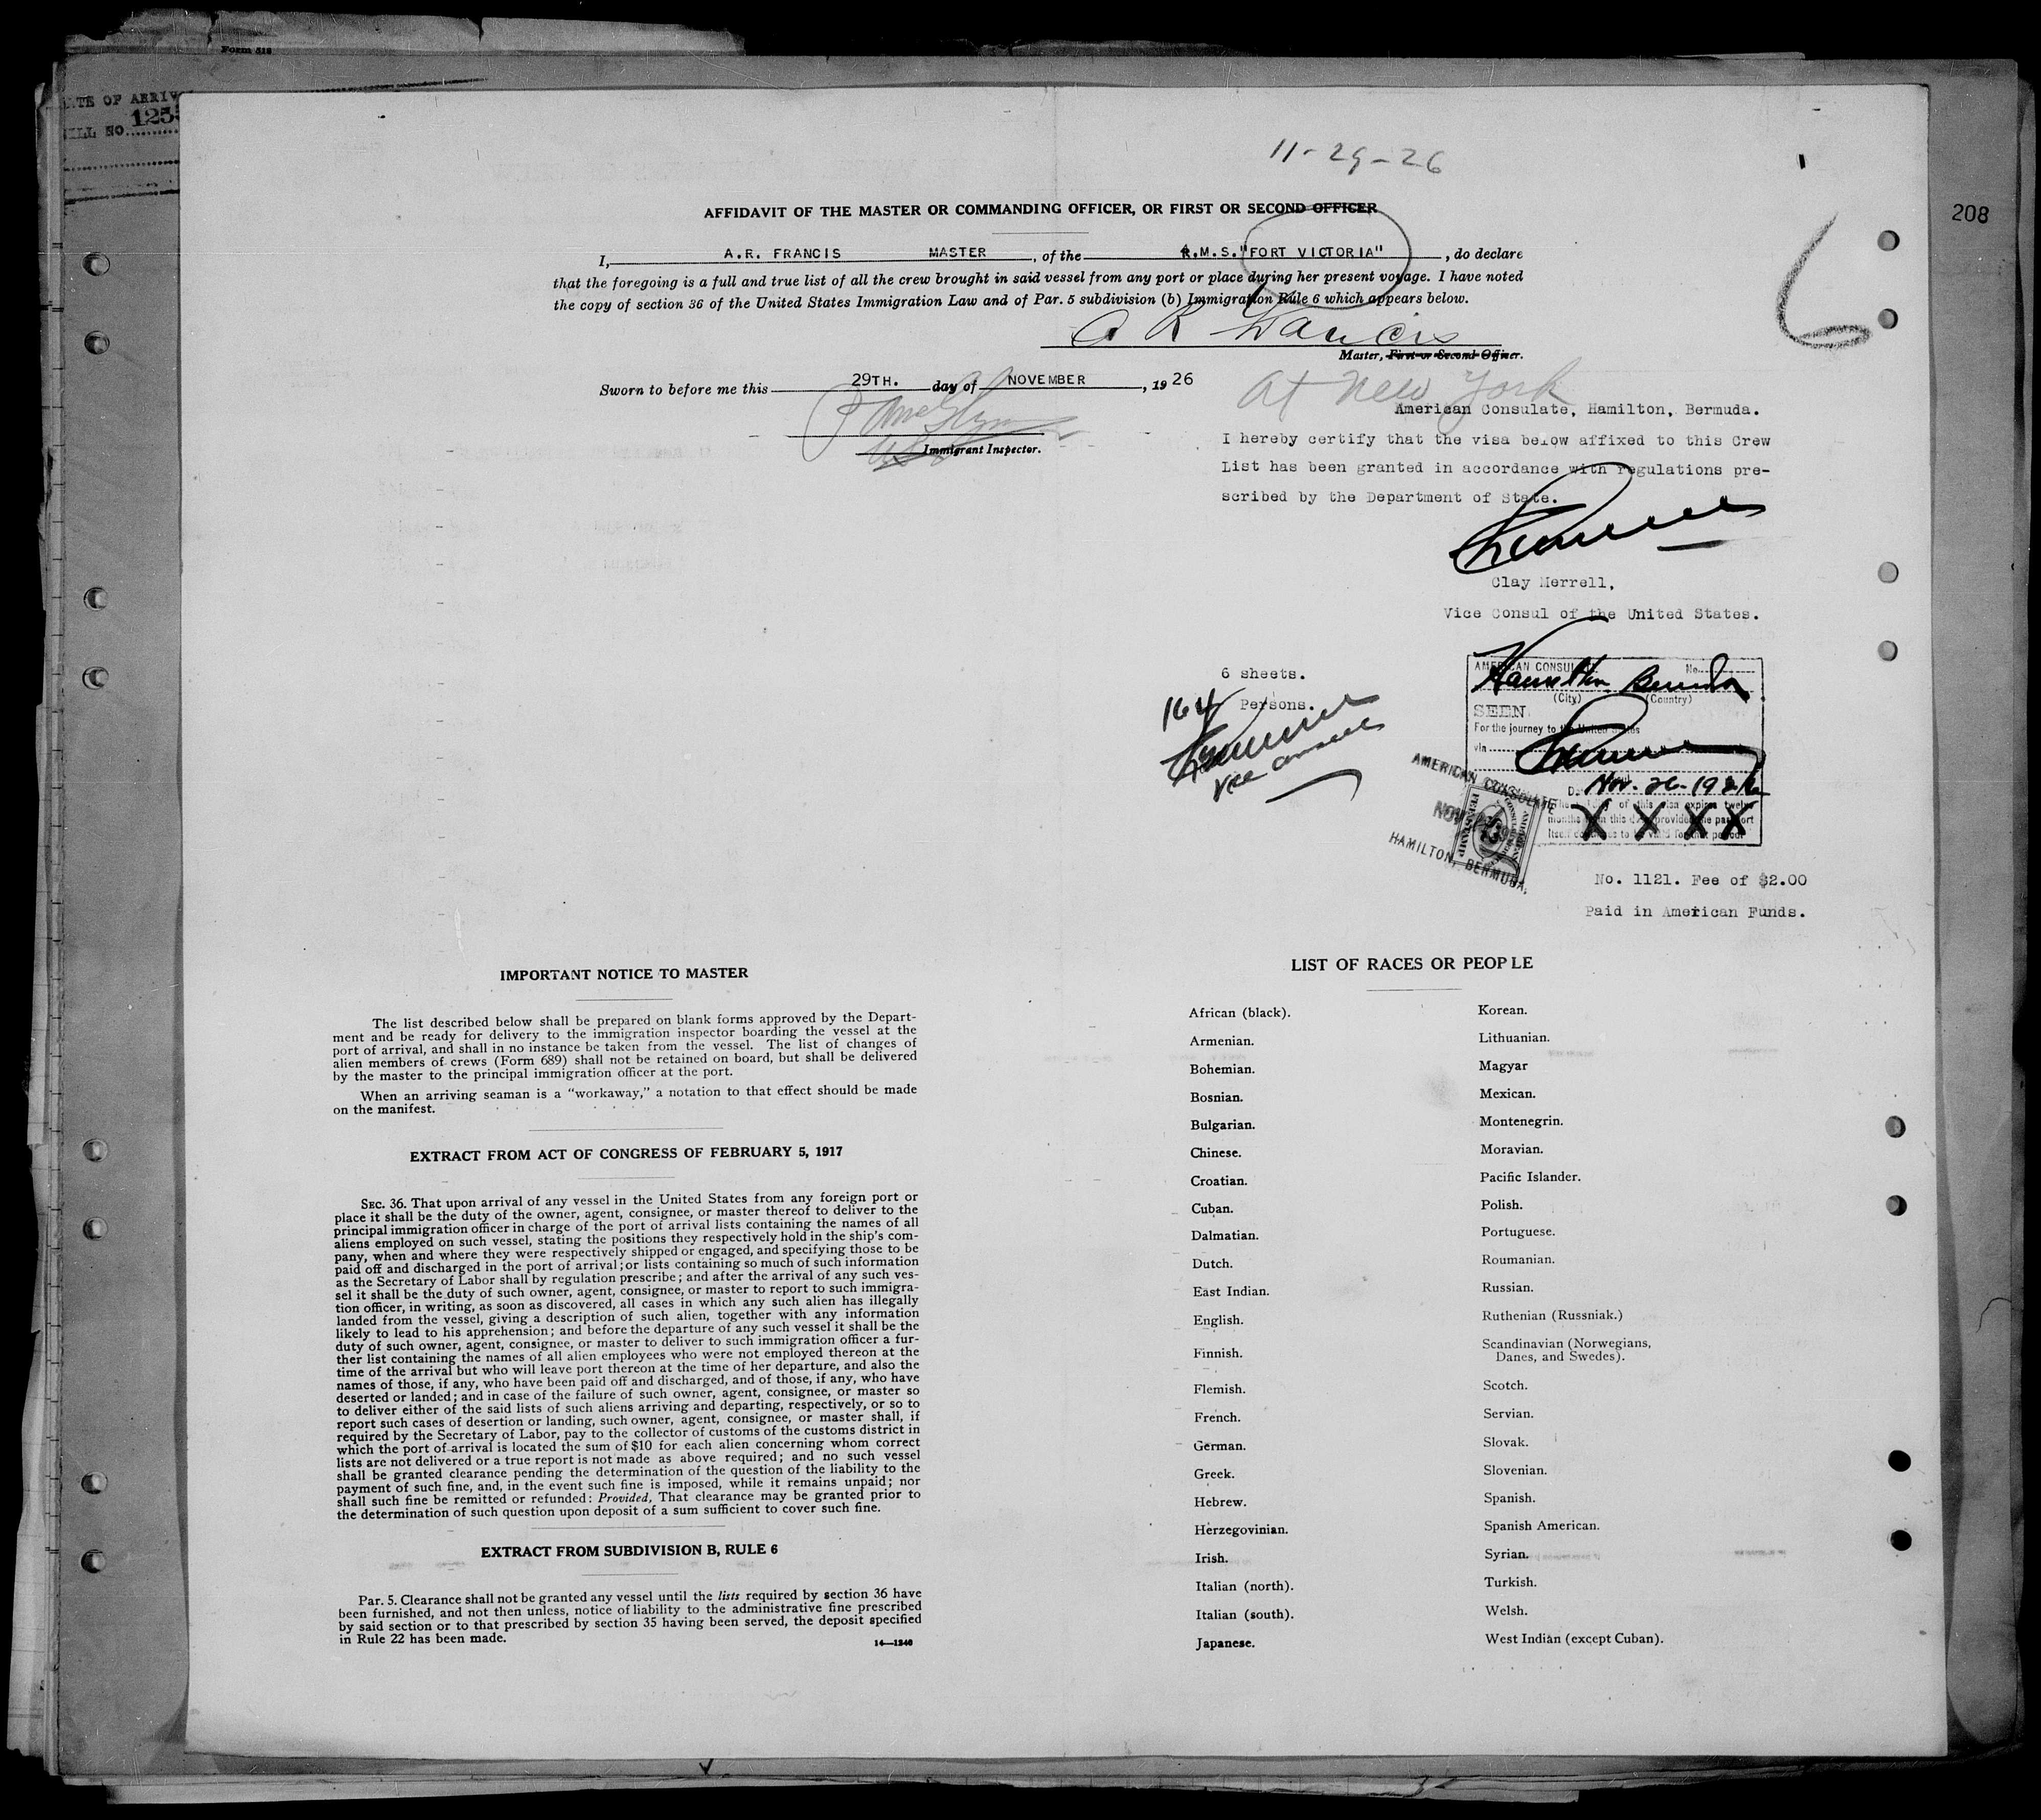 Form 518
ATE OF ARRIV
ILL NO. 125
208
11-29-26
6
AFFIDAVIT OF THE MASTER OR COMMANDING OFFICER, OR FIRST OR SECOND OFFICER
I, A.R. FRANCIS MASTER, of the R.M.S. "FORT VICTORIA", do declare
that the foregoing is a full and true list of all the crew brought in said vessel from any port or place during her present voyage. I have noted
the copy of section 36 of the United States Immigration Law and of Par. 5 subdivision (b) Immigration Rule 6 which appears below.
A R Francis
Master, First or Second Officer.
Sworn to before me this 29TH. day of NOVEMBER, 1926
At New York
Immigrant Inspector.
American Consulate, Hamilton, Bermuda.
I hereby certify that the visa below affixed to this Crew
List has been granted in accordance with regulations pre-
scribed by the Department of State.
Clay Merrell,
Vice Consul of the United States.
6 sheets.
164 Persons.
Vice Consul
AMERICAN CONSUL No.
Hamilton Bermuda
(City) (Country)
SEEN
For the journey to the United States
via
Nov. 26-1926
The validity of this visa expires twelve
months from this date provided the passport
itself continues to be valid for that period
X X X X
AMERICAN CONSULATE
NOV
HAMILTON, BERMUDA.
No. 1121. Fee of $2.00
Paid in American Funds.
IMPORTANT NOTICE TO MASTER
The list described below shall be prepared on blank forms approved by the Depart-
ment and be ready for delivery to the immigration inspector boarding the vessel at the
port of arrival, and shall in no instance be taken from the vessel. The list of changes of
alien members of crews (Form 689) shall not be retained on board, but shall be delivered
by the master to the principal immigration officer at the port.
When an arriving seaman is a "workaway," a notation to that effect should be made
on the manifest.
EXTRACT FROM ACT OF CONGRESS OF FEBRUARY 5, 1917
SEC. 36. That upon arrival of any vessel in the United States from any foreign port or
place it shall be the duty of the owner, agent, consignee, or master thereof to deliver to the
principal immigration officer in charge of the port of arrival lists containing the names of all
aliens employed on such vessel, stating the positions they respectively hold in the ship's com-
pany, when and where they were respectively shipped or engaged, and specifying those to be
paid off and discharged in the port of arrival; or lists containing so much of such information
as the Secretary of Labor shall by regulation prescribe; and after the arrival of any such ves-
sel it shall be the duty of such owner, agent, consignee, or master to report to such immigra-
tion officer, in writing, as soon as discovered, all cases in which any such alien has illegally
landed from the vessel, giving a description of such alien, together with any information
likely to lead to his apprehension; and before the departure of any such vessel it shall be the
duty of such owner, agent, consignee, or master to deliver to such immigration officer a fur-
ther list containing the names of all alien employees who were not employed thereon at the
time of the arrival but who will leave port thereon at the time of her departure, and also the
names of those, if any, who have been paid off and discharged, and of those, if any, who have
deserted or landed; and in case of the failure of such owner, agent, consignee, or master so
to deliver either of the said lists of such aliens arriving and departing, respectively, or so to
report such cases of desertion or landing, such owner, agent, consignee, or master shall, if
required by the Secretary of Labor, pay to the collector of customs of the customs district in
which the port of arrival is located the sum of $10 for each alien concerning whom correct
lists are not delivered or a true report is not made as above required; and no such vessel
shall be granted clearance pending the determination of the question of the liability to the
payment of such fine, and, in the event such fine is imposed, while it remains unpaid; nor
shall such fine be remitted or refunded: Provided, That clearance may be granted prior to
the determination of such question upon deposit of a sum sufficient to cover such fine.
EXTRACT FROM SUBDIVISION B, RULE 6
Par. 5. Clearance shall not be granted any vessel until the lists required by section 36 have
been furnished, and not then unless, notice of liability to the administrative fine prescribed
by said section or to that prescribed by section 35 having been served, the deposit specified
in Rule 22 has been made.
14—1240
LIST OF RACES OR PEOPLE
African (black).
Armenian.
Bohemian.
Bosnian.
Bulgarian.
Chinese.
Croatian.
Cuban.
Dalmatian.
Dutch.
East Indian.
English.
Finnish.
Flemish.
French.
German.
Greek.
Hebrew.
Herzegovinian.
Irish.
Italian (north).
Italian (south).
Japanese.
Korean.
Lithuanian.
Magyar
Mexican.
Montenegrin.
Moravian.
Pacific Islander.
Polish.
Portuguese.
Roumanian.
Russian.
Ruthenian (Russniak.)
Scandinavian (Norwegians,
Danes, and Swedes).
Scotch.
Servian.
Slovak.
Slovenian.
Spanish.
Spanish American.
Syrian.
Turkish.
Welsh.
West Indian (except Cuban).